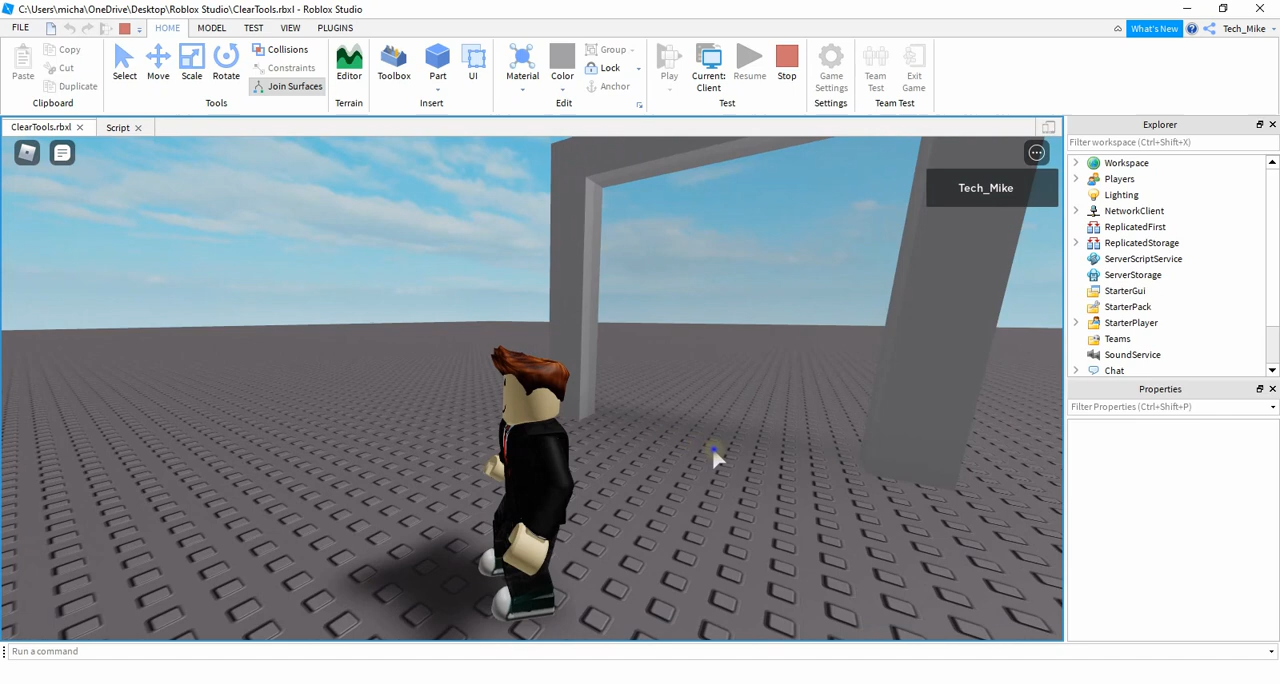 C:\Users\micha\OneDrive\Desktop\Roblox Studio\ClearTools.rbxl - Roblox Studio
FILE HOME MODEL TEST VIEW PLUGINS What's New Tech_Mike
Paste
Copy
Cut
Duplicate
Clipboard
Select
Move
Scale
Rotate
Collisions
Constraints
Join Surfaces
Tools
Editor
Terrain
Toolbox
Part
UI
Insert
Material
Color
Group
Lock
Anchor
Edit
Play
Current:
Client
Resume
Stop
Test
Game
Settings
Settings
Team
Test
Exit
Game
Team Test
ClearTools.rbxl
Script
Tech_Mike
Explorer
Filter workspace (Ctrl+Shift+X)
Workspace
Players
Lighting
NetworkClient
ReplicatedFirst
ReplicatedStorage
ServerScriptService
ServerStorage
StarterGui
StarterPack
StarterPlayer
Teams
SoundService
Chat
Properties
Filter Properties (Ctrl+Shift+P)
Run a command